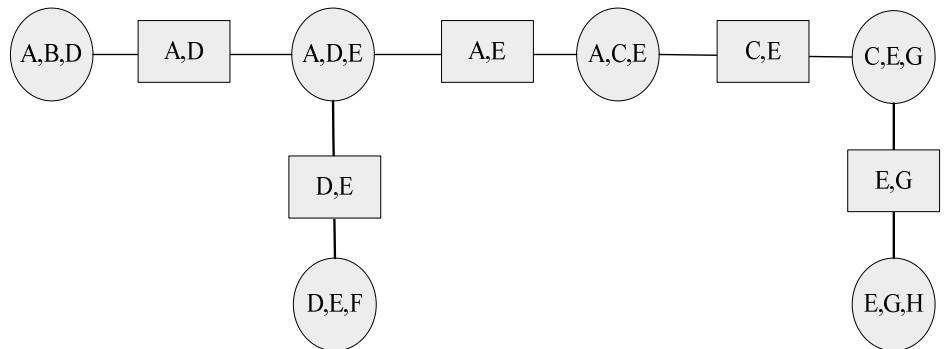 A,B,D
A,D
A,D,E
A,E
A,C,E
C,E
C,E,G
D,E
E,G
D,E,F
E,G,H